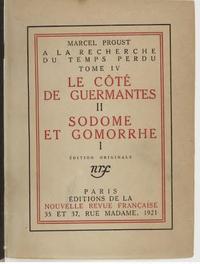 MARCEL PROUST
A LA RECHERCHE
DU TEMPS PERDU
TOME IV
LE CÔTÉ
DE GUERMANTES
II
SODOME
ET GOMORRHE
I
ÉDITION ORIGINALE
nrf
PARIS
ÉDITIONS DE LA
NOUVELLE REVUE FRANÇAISE
35 ET 37, RUE MADAME. 1921